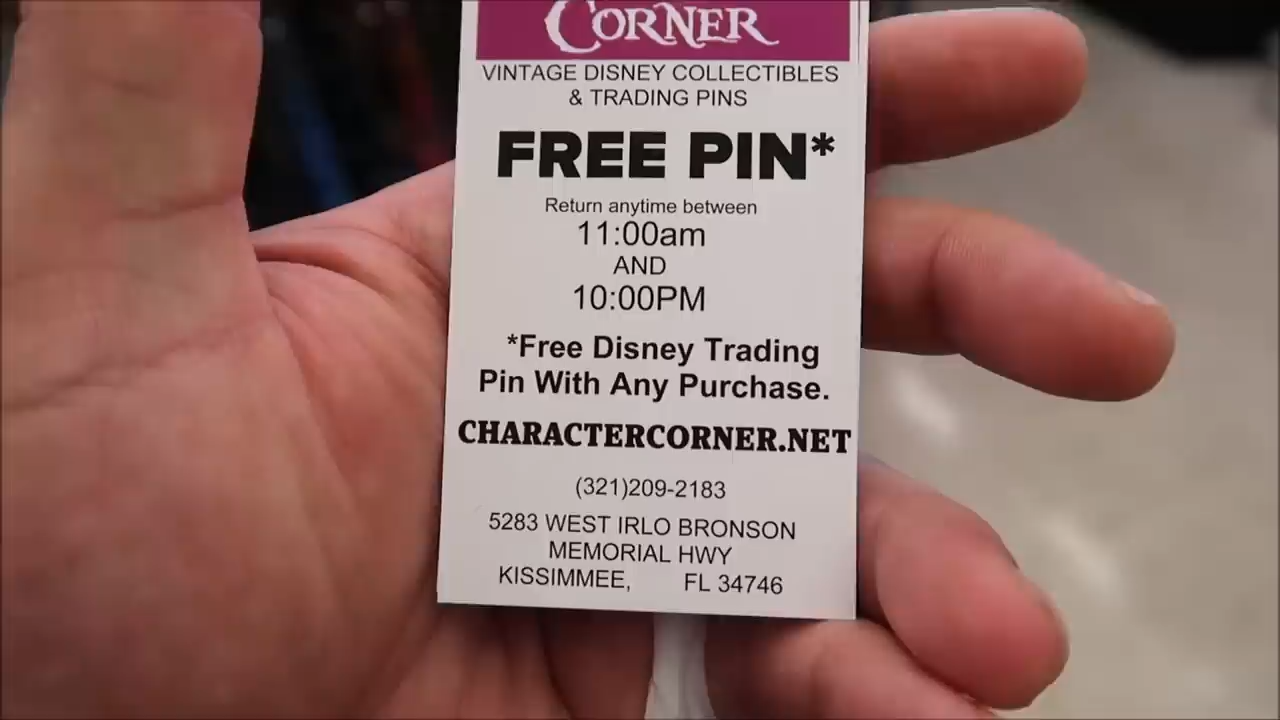 CORNER
VINTAGE DISNEY COLLECTIBLES
& TRADING PINS
FREE PIN*
Return anytime between
11:00am
AND
10:00PM
*Free Disney Trading
Pin With Any Purchase.
CHARACTERCORNER.NET
(321)209-2183
5283 WEST IRLO BRONSON
MEMORIAL HWY
KISSIMMEE, FL 34746